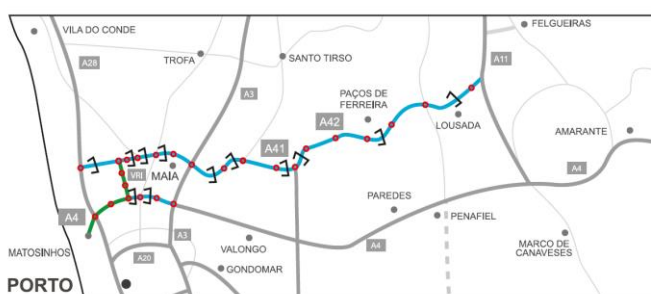 VILA DO CONDE
FELGUEIRAS
A28
TROFA
SANTO TIRSO
A11
A3
PAÇOS DE
FERREIRA
A42
LOUSADA
AMARANTE
A41
VRI
MAIA
A4
A4
PAREDES
PENAFIEL
MATOSINHOS
A3
VALONGO
A4
MARCO DE
CANAVESES
A20
GONDOMAR
PORTO